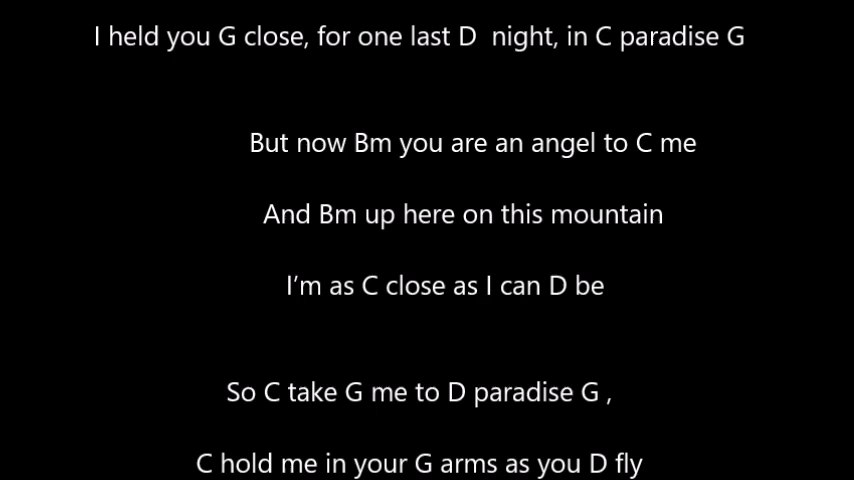 I held you G close, for one last D  night, in C paradise G
But now Bm you are an angel to C me
And Bm up here on this mountain
I’m as C close as I can D be
So C take G me to D paradise G ,
C hold me in your G arms as you D fly